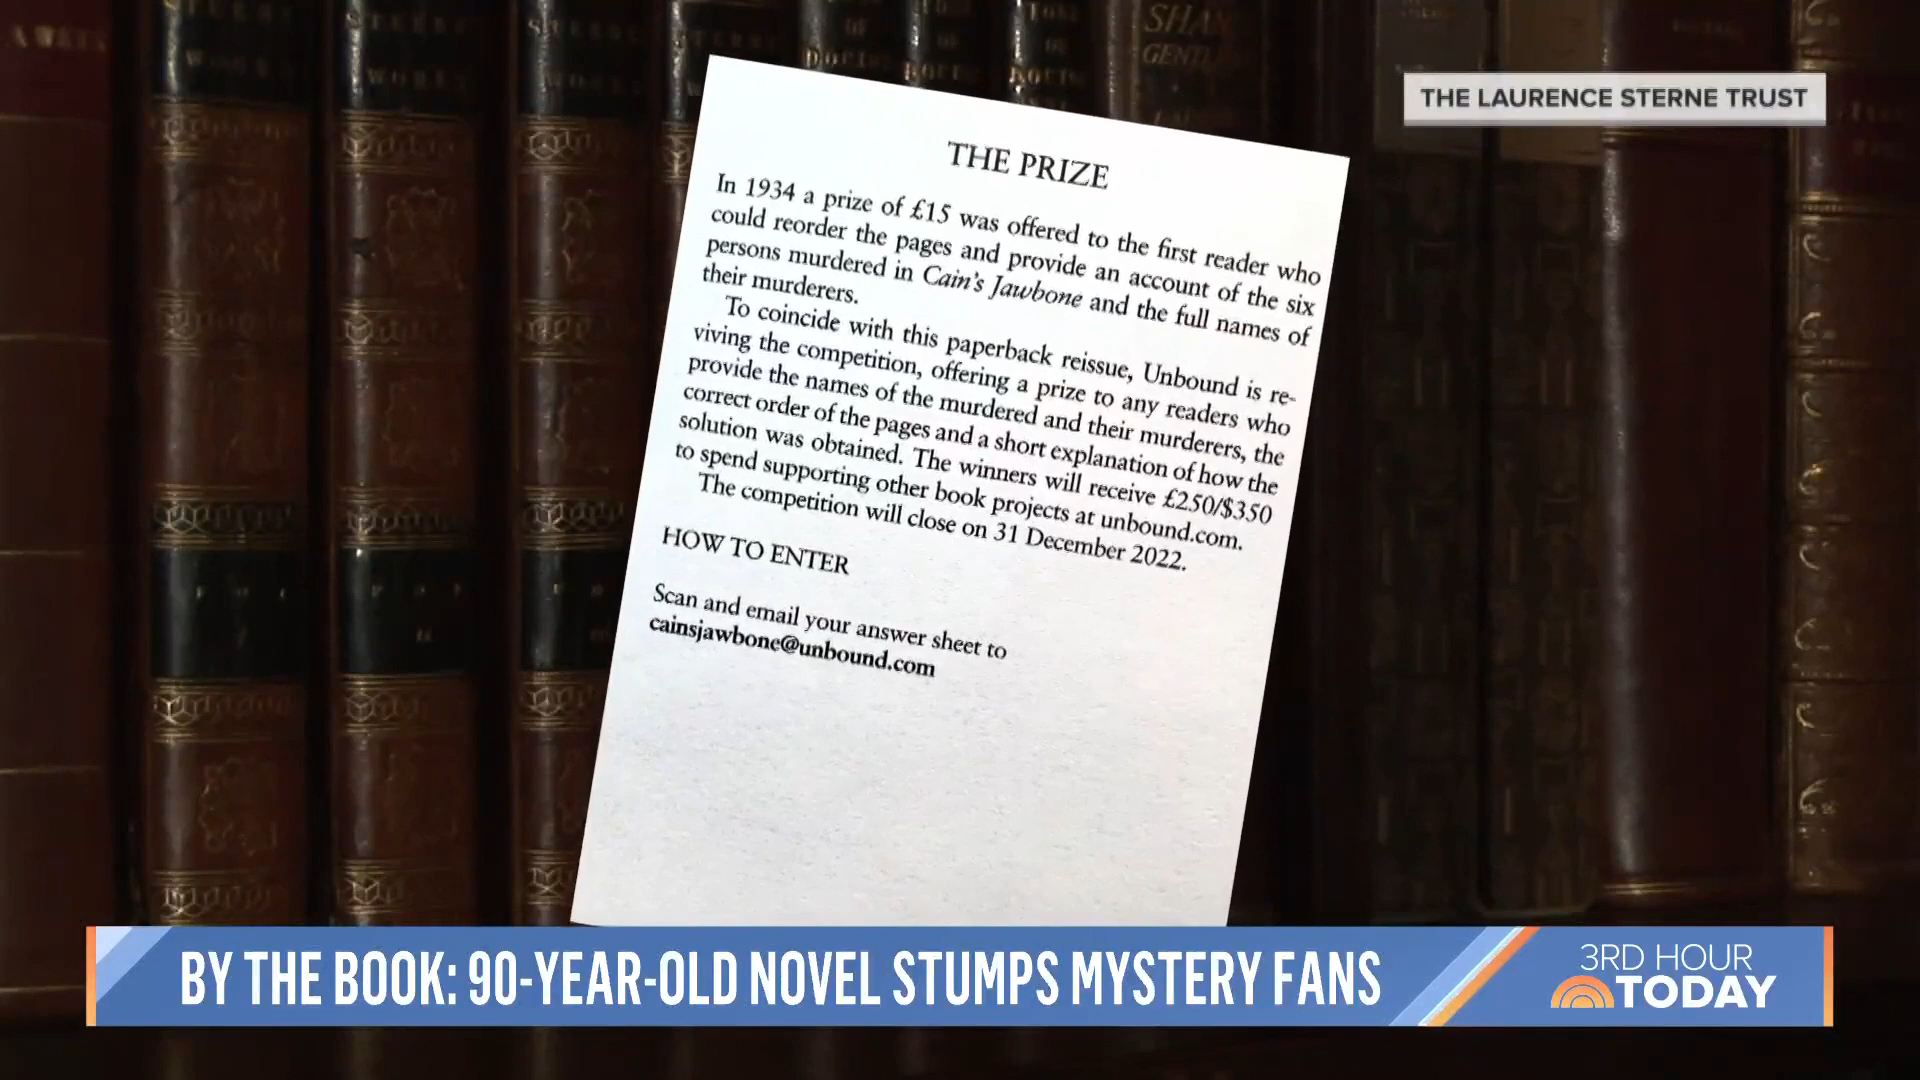 THE LAURENCE STERNE TRUST
THE PRIZE
In 1934 a prize of £15 was offered to the first reader who
could reorder the pages and provide an account of the six
persons murdered in Cain's Jawbone and the full names of
their murderers.
To coincide with this paperback reissue, Unbound is re-
viving the competition, offering a prize to any readers who
provide the names of the murdered and their murderers, the
correct order of the pages and a short explanation of how the
solution was obtained. The winners will receive £250/$350
to spend supporting other book projects at unbound.com.
The competition will close on 31 December 2022.
HOW TO ENTER
Scan and email your answer sheet to
cainsjawbone@unbound.com
BY THE BOOK: 90-YEAR-OLD NOVEL STUMPS MYSTERY FANS
3RD HOUR
TODAY